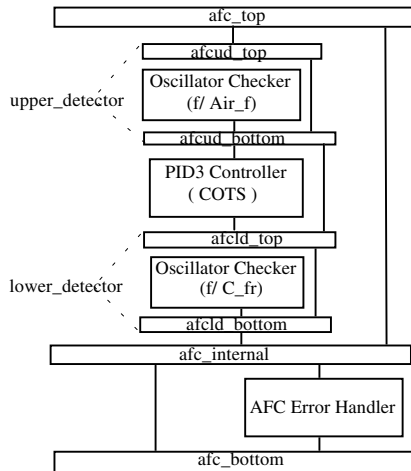 afc_top
afcud_top
Oscillator Checker
(f/ Air_f)
upper_detector
afcud_bottom
PID3 Controller
( COTS )
afcld_top
Oscillator Checker
(f/ C_fr)
lower_detector
afcld_bottom
afc_internal
AFC Error Handler
afc_bottom